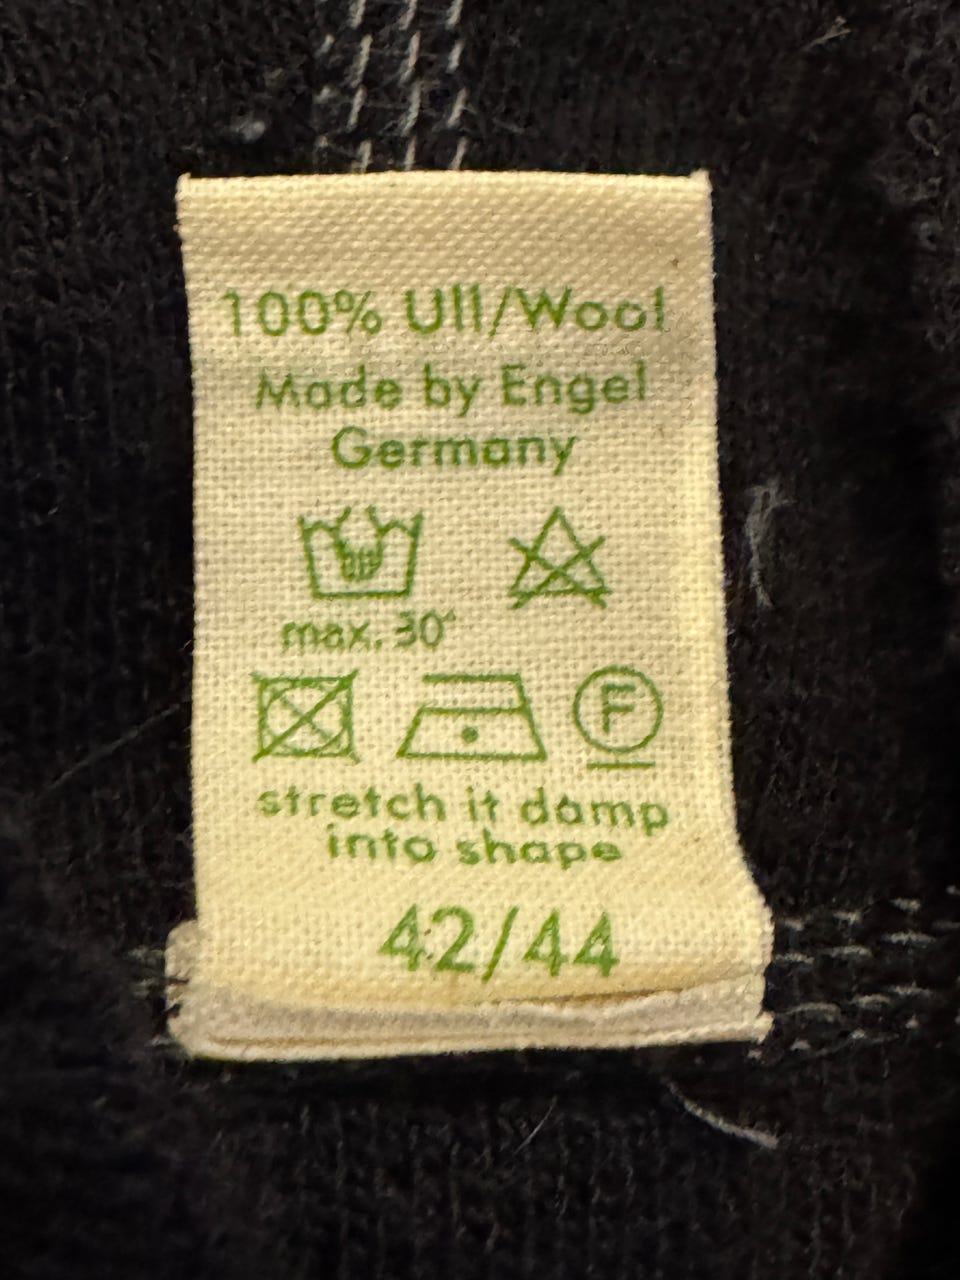 100% Ull/Wool
Made by Engel
Germany
max. 30°
F
stretch it damp
into shape
42/44